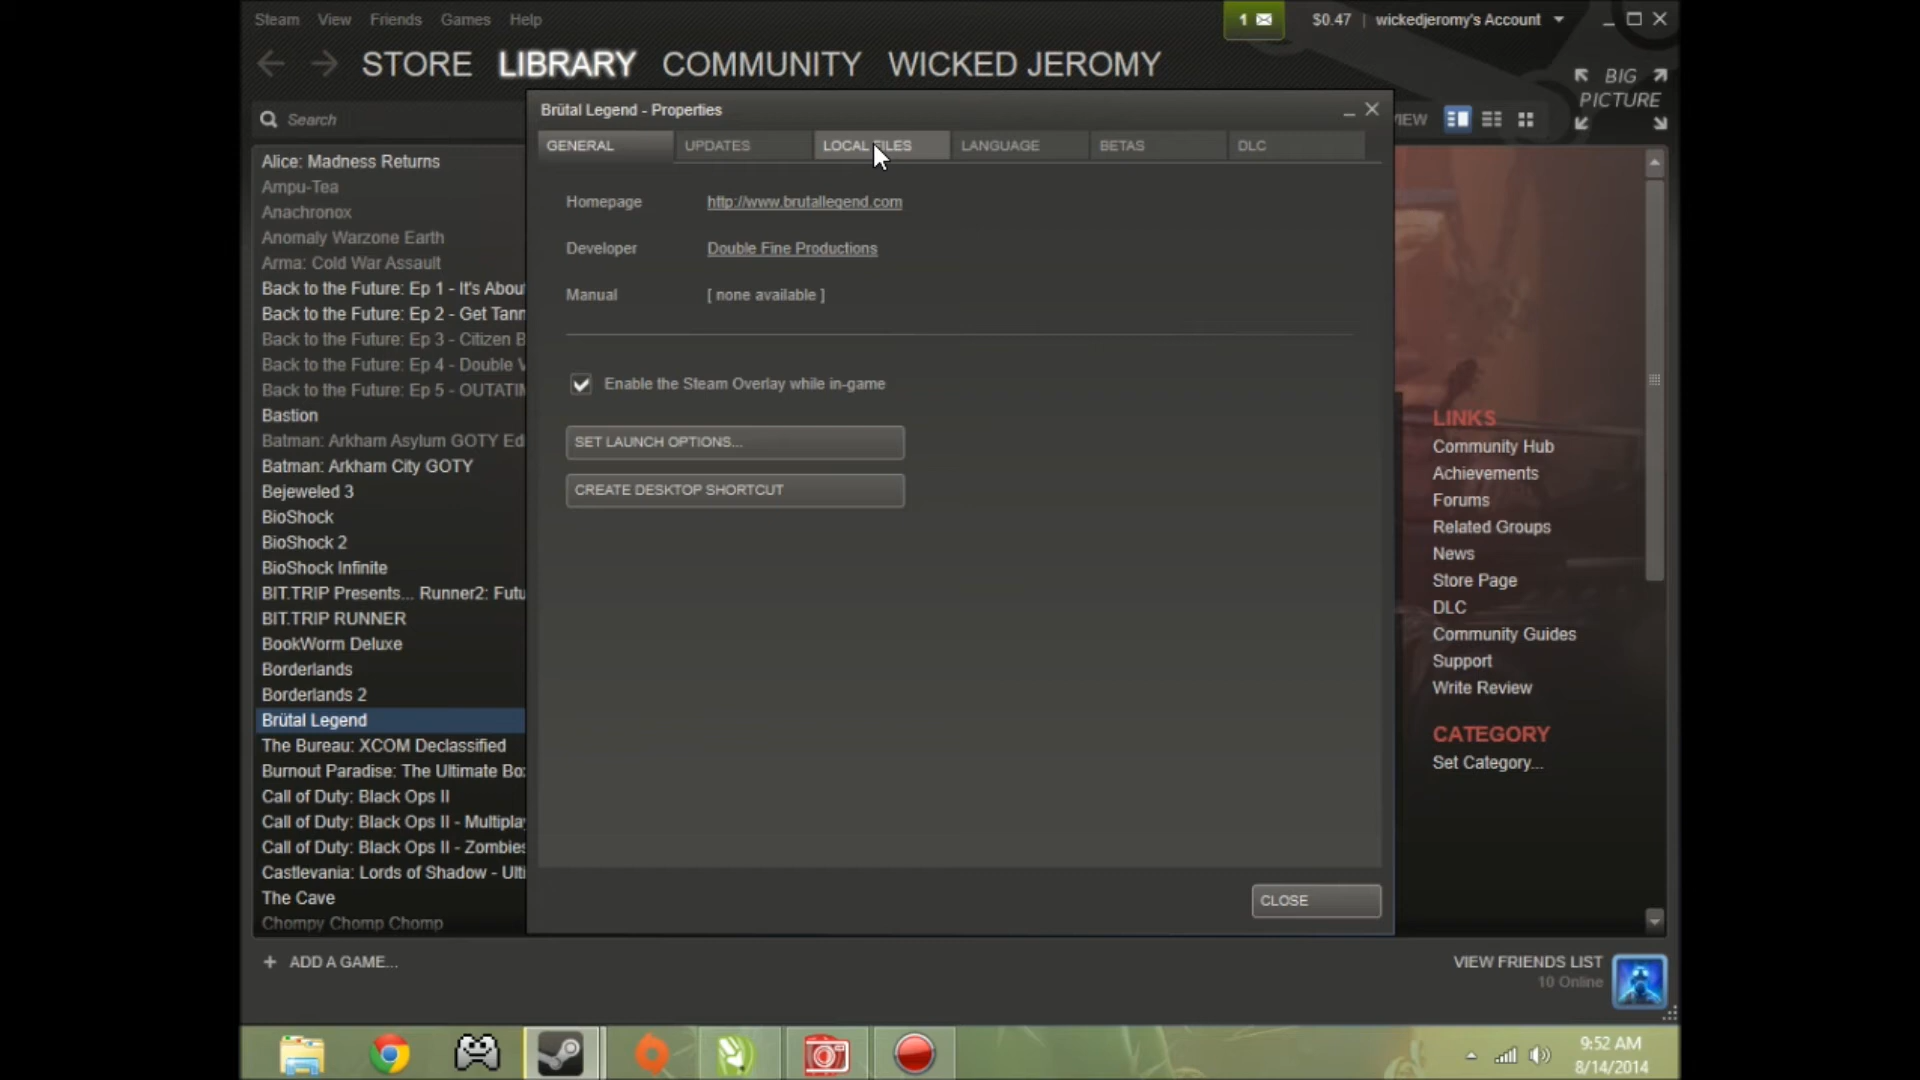 Steam View Friends Games Help
1 $0.47 | wickedjeromy's Account
STORE LIBRARY COMMUNITY WICKED JEROMY
BIG
PICTURE
Search
Brütal Legend - Properties
GENERAL UPDATES LOCAL FILES LANGUAGE BETAS DLC
Homepage http://www.brutallegend.com
Developer Double Fine Productions
Manual [ none available ]
Enable the Steam Overlay while in-game
SET LAUNCH OPTIONS...
CREATE DESKTOP SHORTCUT
CLOSE
Alice: Madness Returns
Ampu-Tea
Anachronox
Anomaly Warzone Earth
Arma: Cold War Assault
Back to the Future: Ep 1 - It's Abou
Back to the Future: Ep 2 - Get Tann
Back to the Future: Ep 3 - Citizen B
Back to the Future: Ep 4 - Double V
Back to the Future: Ep 5 - OUTATIM
Bastion
Batman: Arkham Asylum GOTY Ed
Batman: Arkham City GOTY
Bejeweled 3
BioShock
BioShock 2
BioShock Infinite
BIT.TRIP Presents... Runner2: Futu
BIT.TRIP RUNNER
BookWorm Deluxe
Borderlands
Borderlands 2
Brütal Legend
The Bureau: XCOM Declassified
Burnout Paradise: The Ultimate Bo
Call of Duty: Black Ops II
Call of Duty: Black Ops II - Multipla
Call of Duty: Black Ops II - Zombies
Castlevania: Lords of Shadow - Ulti
The Cave
Chompy Chomp Chomp
LINKS
Community Hub
Achievements
Forums
Related Groups
News
Store Page
DLC
Community Guides
Support
Write Review
CATEGORY
Set Category...
+ ADD A GAME...
VIEW FRIENDS LIST
10 Online
9:52 AM
8/14/2014